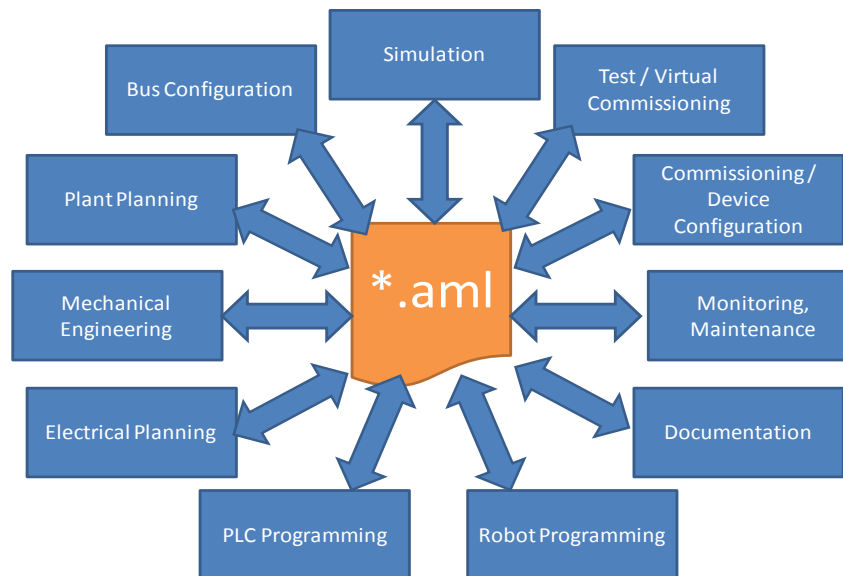 Simulation
Test / Virtual
Commissioning
Bus Configuration
Commissioning /
Device
Configuration
Plant Planning
*.aml
Mechanical
Engineering
Monitoring,
Maintenance
Electrical Planning
Documentation
PLC Programming
Robot Programming